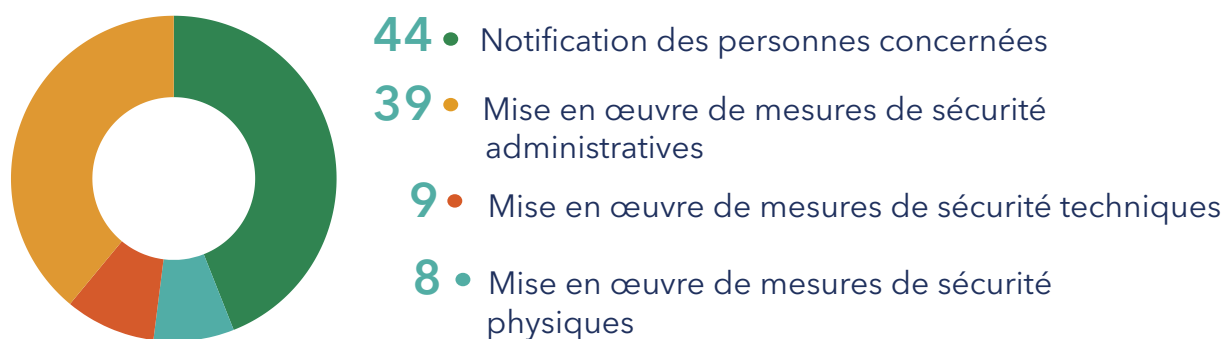 44 • Notification des personnes concernées
39 • Mise en œuvre de mesures de sécurité
administratives
9 • Mise en œuvre de mesures de sécurité techniques
8 • Mise en œuvre de mesures de sécurité
physiques